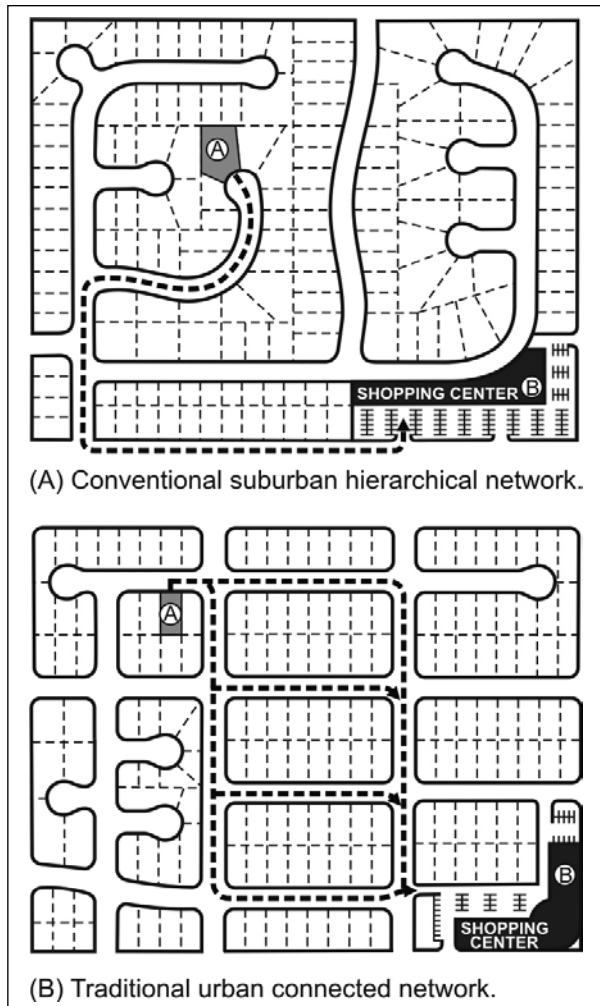 A
SHOPPING CENTER B
(A) Conventional suburban hierarchical network.
A
B
SHOPPING
CENTER
(B) Traditional urban connected network.